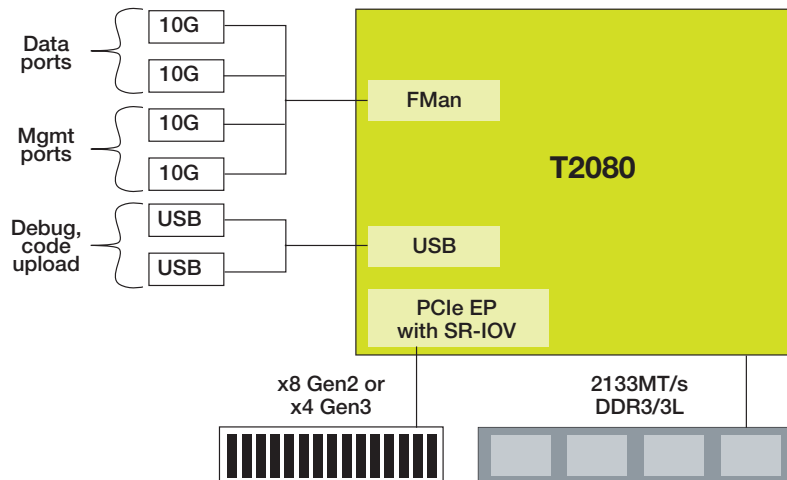 Data
ports
10G
10G
Mgmt
ports
10G
10G
Debug,
code
upload
USB
USB
FMan
T2080
USB
PCIe EP
with SR-IOV
x8 Gen2 or
x4 Gen3
2133MT/s
DDR3/3L